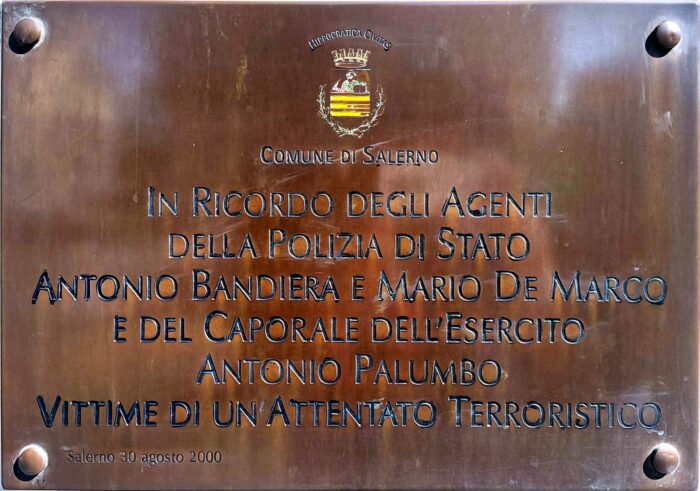 HIPPOCRATICA CIVITAS
COMUNE DI SALERNO
IN RICORDO DEGLI AGENTI
DELLA POLIZIA DI STATO
ANTONIO BANDIERA E MARIO DE MARCO
E DEL CAPORALE DELL'ESERCITO
ANTONIO PALUMBO
VITTIME DI UN'ATTENTATO TERRORISTICO
Salerno 30 agosto 2000